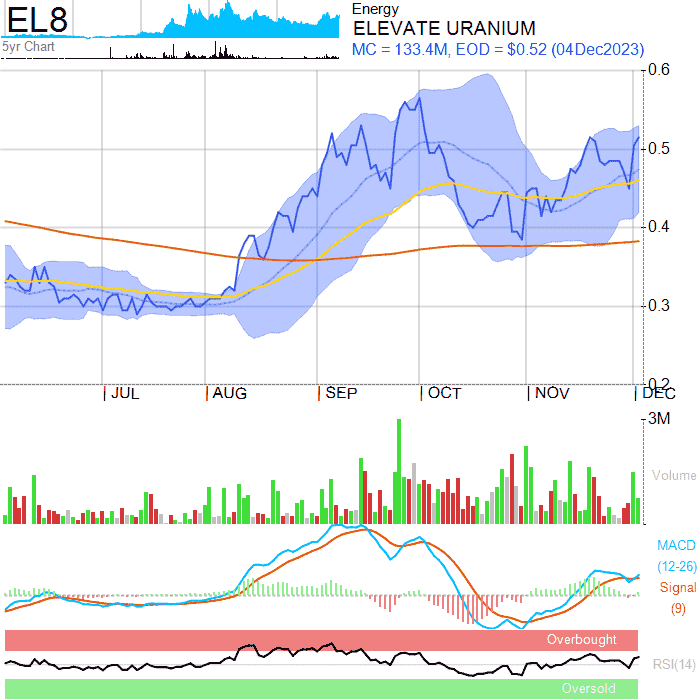 EL8
5yr Chart
Energy
ELEVATE URANIUM
MC = 133.4M, EOD = $0.52 (04Dec2023)
0.6
0.5
0.4
0.3
0.2
| JUL | AUG | SEP | OCT | NOV | DEC
3M
Volume
MACD
(12-26)
Signal
(9)
Overbought
RSI(14)
Oversold